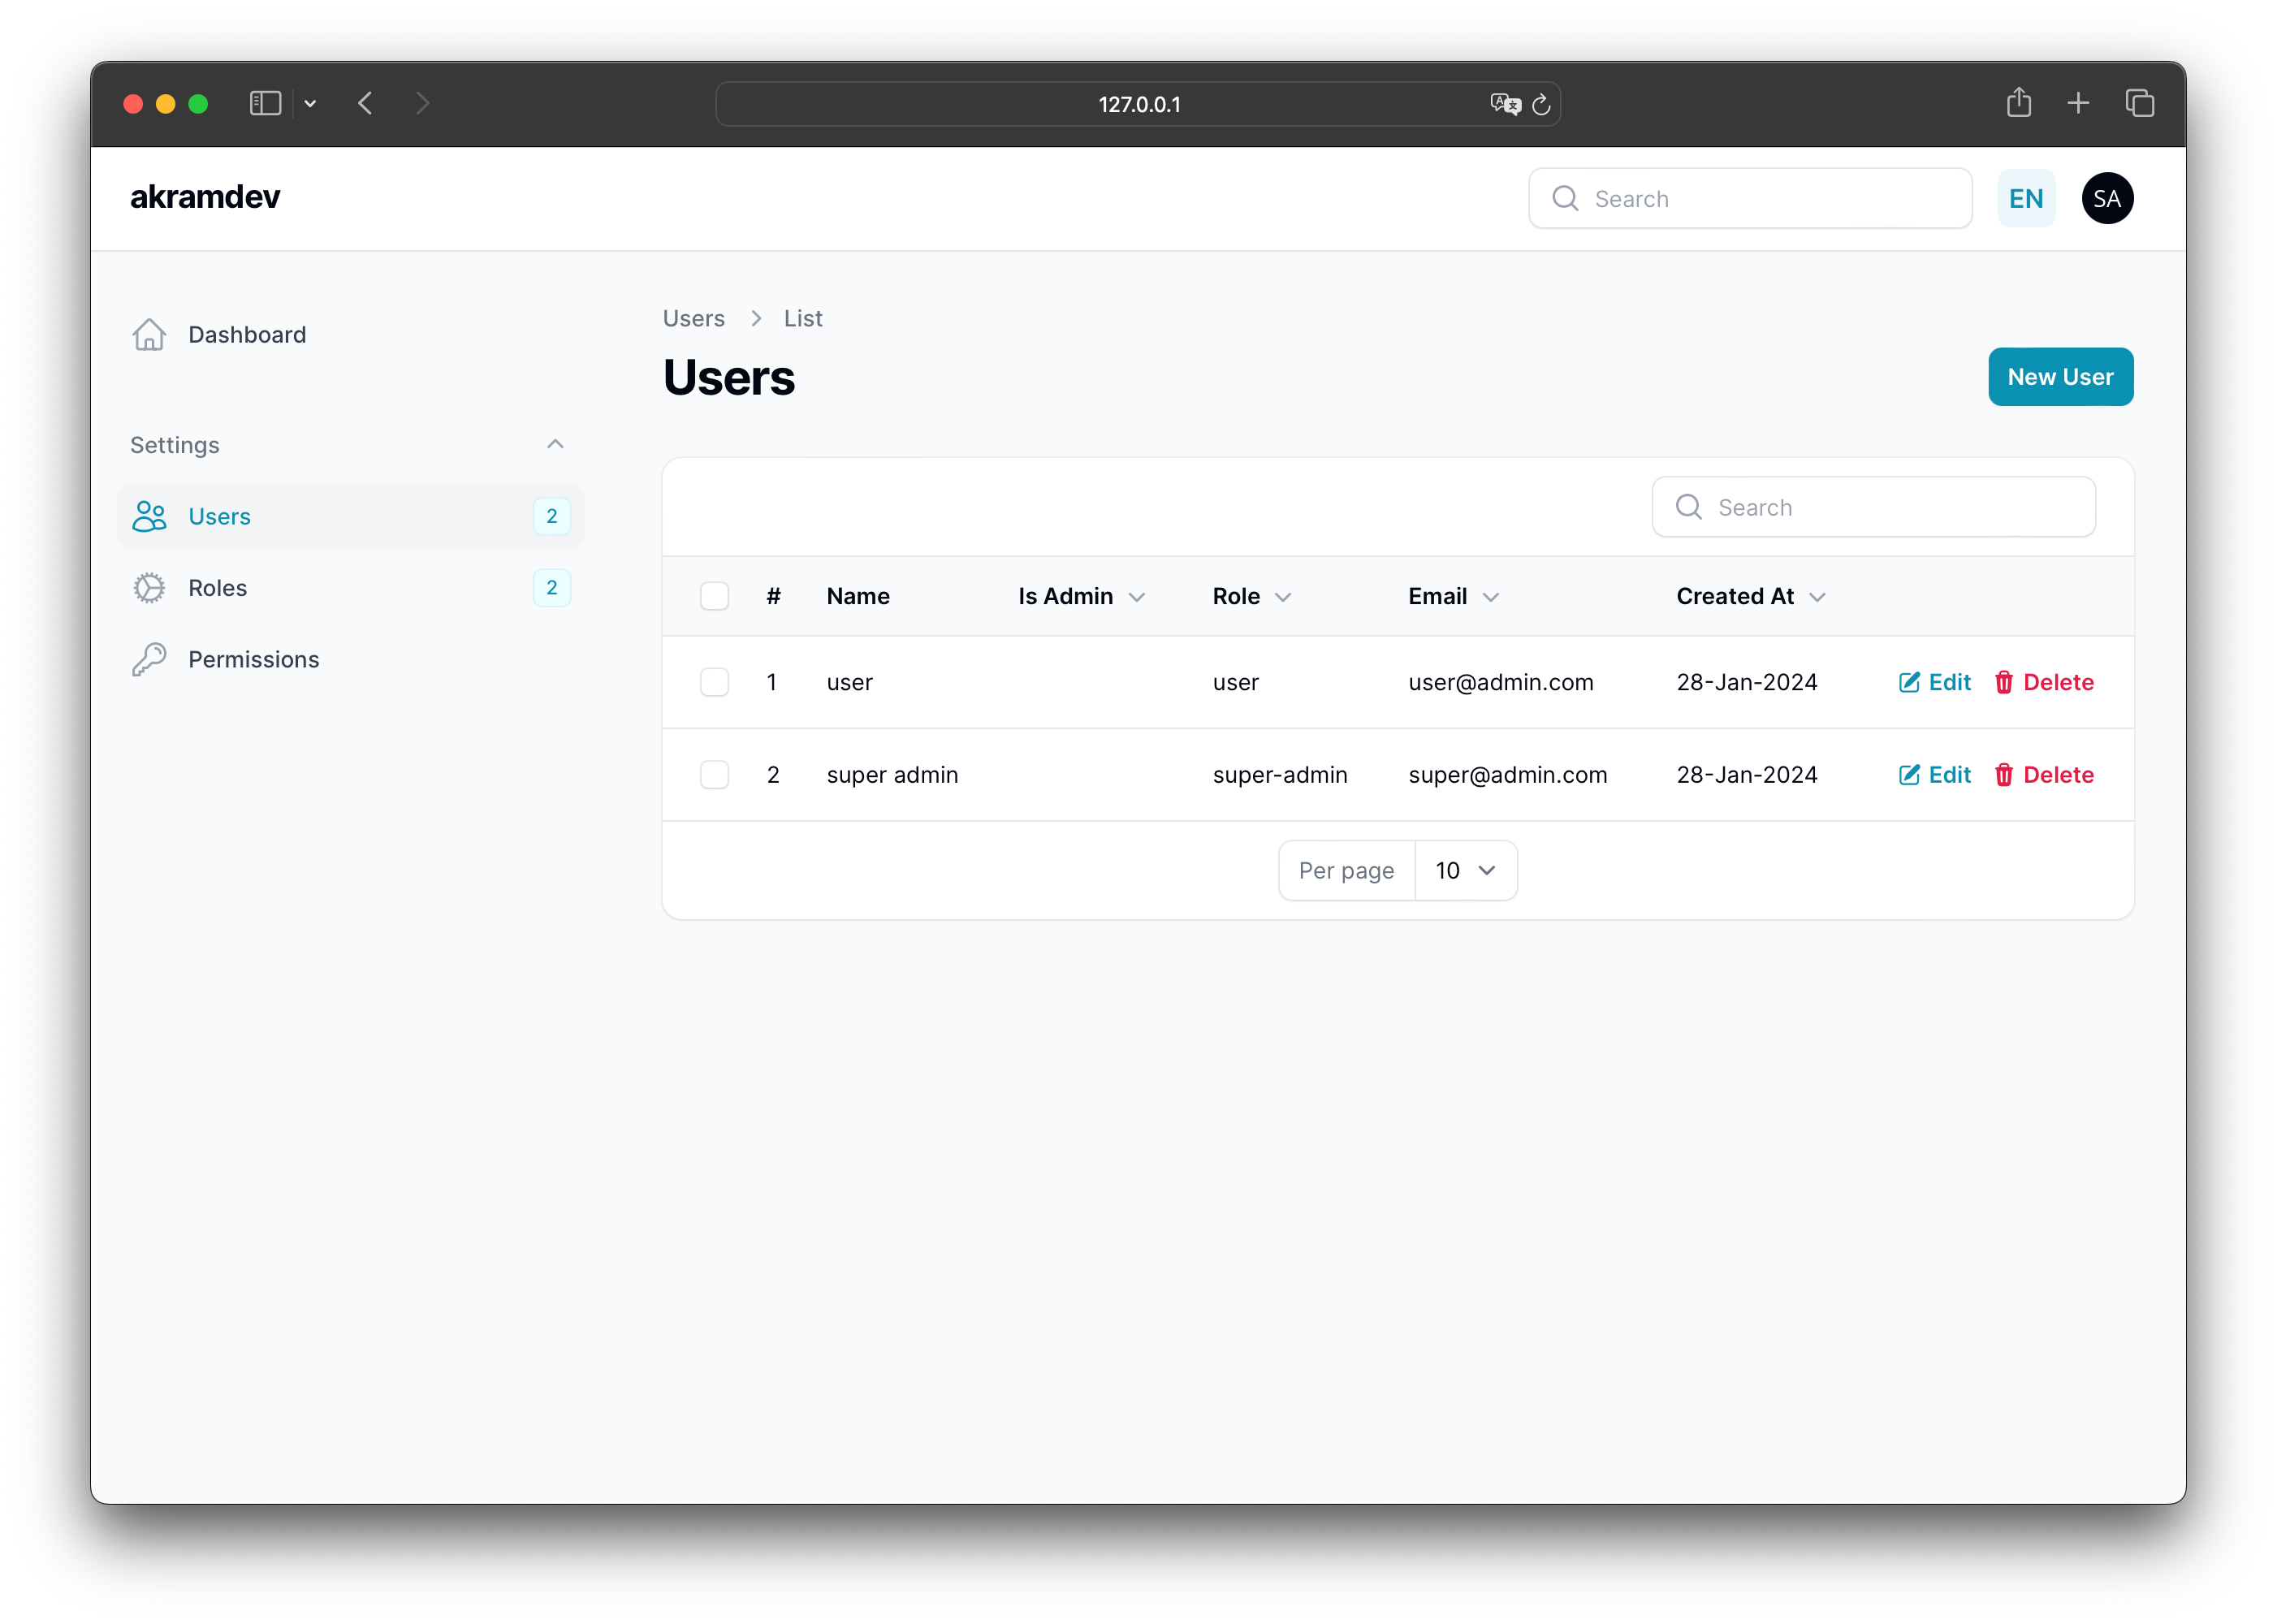 127.0.0.1
akramdev
Search
EN
SA
Dashboard
Settings
Users 2
Roles 2
Permissions
Users > List
Users
New User
Search
# Name Is Admin Role Email Created At
1 user user user@admin.com 28-Jan-2024 Edit Delete
2 super admin super-admin super@admin.com 28-Jan-2024 Edit Delete
Per page 10